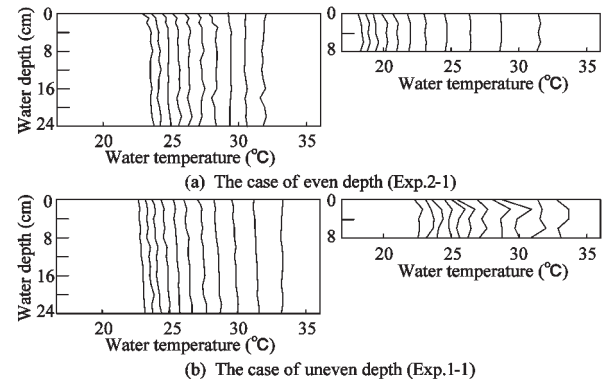 Water depth (cm)
0
8
16
24
20 25 30 35
Water temperature (℃)
0
8
20 25 30 35
Water temperature (℃)
(a) The case of even depth (Exp.2-1)
Water depth (cm)
0
8
16
24
20 25 30 35
Water temperature (℃)
0
8
20 25 30 35
Water temperature (℃)
(b) The case of uneven depth (Exp.1-1)